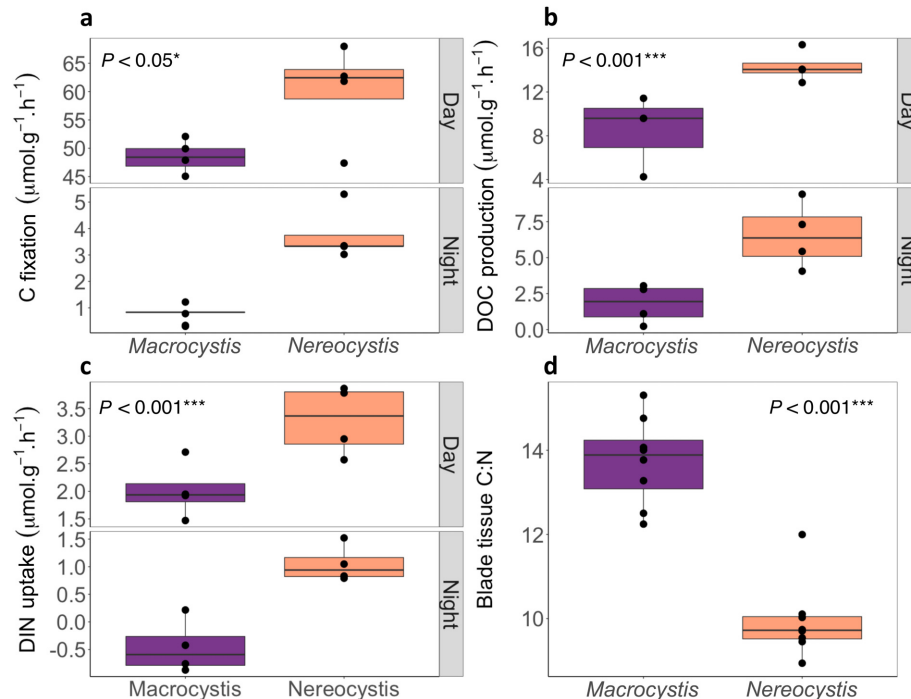 a
P < 0.05*
C fixation (μmol.g⁻¹.h⁻¹)
65
60
55
50
45
Day
5
4
3
2
1
Night
Macrocystis
Nereocystis
b
P < 0.001***
DOC production (μmol.g⁻¹.h⁻¹)
16
12
8
4
Day
7.5
5.0
2.5
0.0
Night
Macrocystis
Nereocystis
c
P < 0.001***
DIN uptake (μmol.g⁻¹.h⁻¹)
3.5
3.0
2.5
2.0
1.5
Day
1.5
1.0
0.5
0.0
-0.5
Night
Macrocystis
Nereocystis
d
P < 0.001***
Blade tissue C:N
14
12
10
Macrocystis
Nereocystis